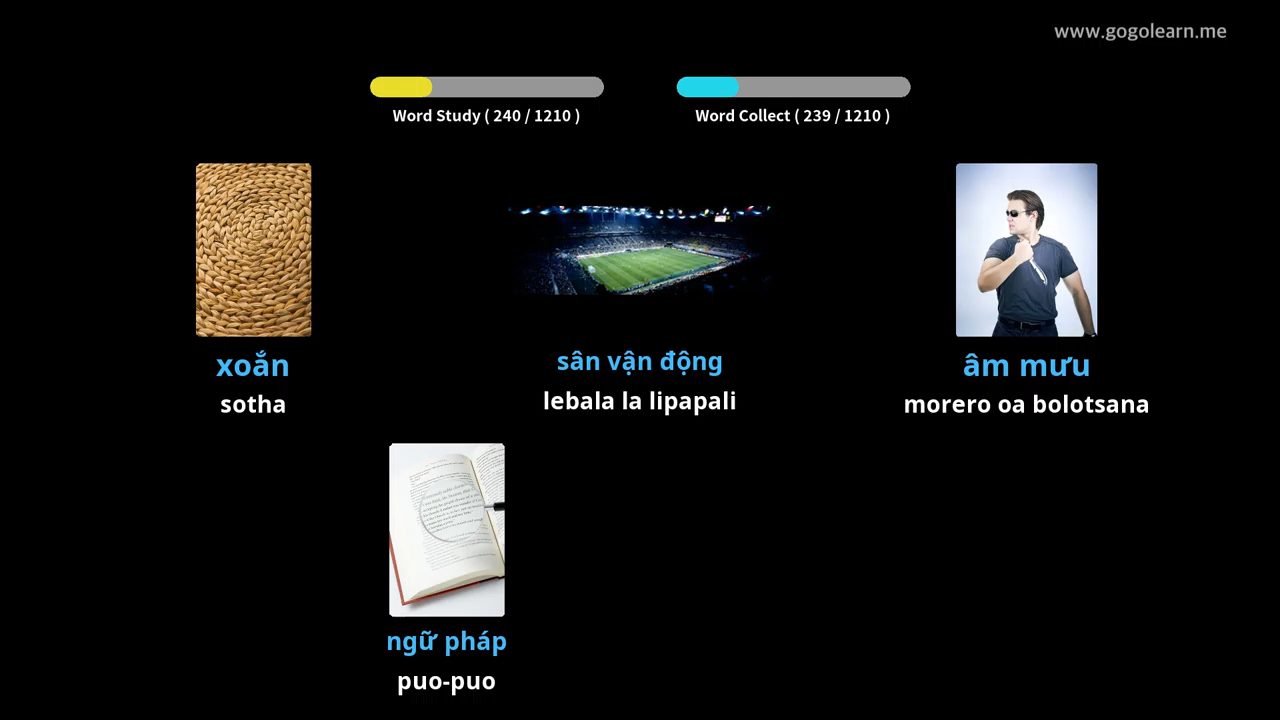 www.gogolearn.me
Word Study ( 240 / 1210 )
Word Collect ( 239 / 1210 )
xoắn
sotha
sân vận động
lebala la lipapali
âm mưu
morero oa bolotsana
ngữ pháp
puo-puo